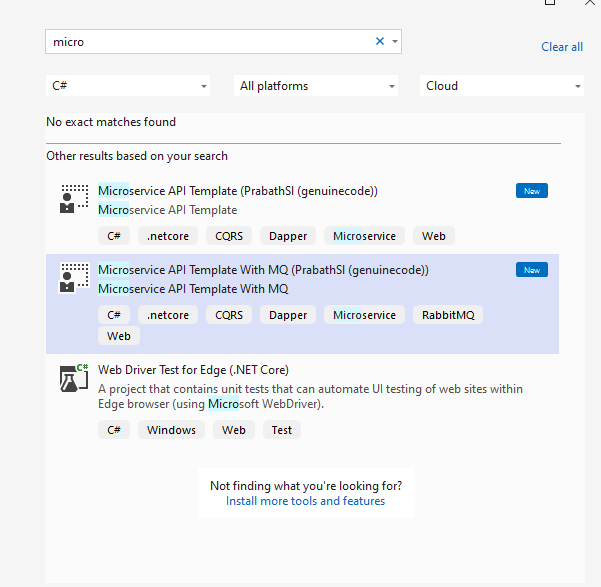 micro
Clear all
C#
All platforms
Cloud
No exact matches found
Other results based on your search
Microservice API Template (PrabathSI (genuinecode))
New
Microservice API Template
C# .netcore CQRS Dapper Microservice Web
Microservice API Template With MQ (PrabathSI (genuinecode))
New
Microservice API Template With MQ
C# .netcore CQRS Dapper Microservice RabbitMQ
Web
C#
Web Driver Test for Edge (.NET Core)
A project that contains unit tests that can automate UI testing of web sites within
Edge browser (using Microsoft WebDriver).
C# Windows Web Test
Not finding what you're looking for?
Install more tools and features